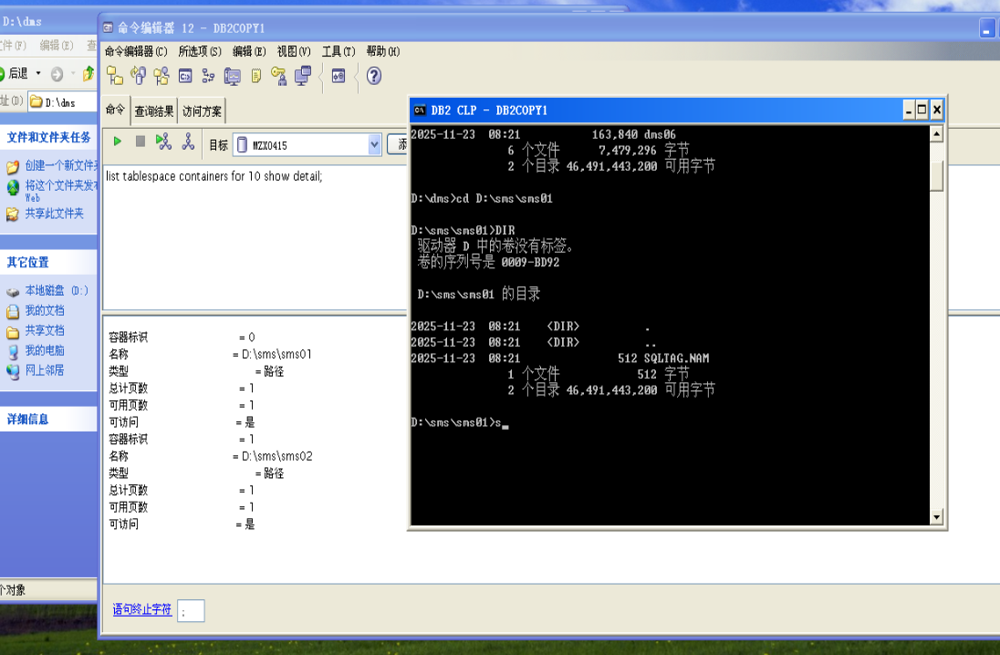 D:\dms
件(F) 编辑(E) 查
后退
址(D) D:\dms
文件和文件夹任务
创建一个新文件夹
将这个文件夹发布
Web
共享此文件夹
其它位置
本地磁盘 (D:)
我的文档
共享文档
我的电脑
网上邻居
详细信息
个对象
命令编辑器 12 - DB2COPY1
命令编辑器(C) 所选项(S) 编辑(E) 视图(V) 工具(T) 帮助(H)
命令 查询结果 访问方案
目标 MZX0415 添
list tablespace containers for 10 show detail;
容器标识 = 0
名称 = D:\sms\sms01
类型 = 路径
总计页数 = 1
可用页数 = 1
可访问 = 是
容器标识 = 1
名称 = D:\sms\sms02
类型 = 路径
总计页数 = 1
可用页数 = 1
可访问 = 是
语句终止字符 ;
DB2 CLP - DB2COPY1
2025-11-23 08:21 163,840 dms06
6 个文件 7,479,296 字节
2 个目录 46,491,443,200 可用字节
D:\dms>cd D:\sms\sms01
D:\sms\sms01>DIR
驱动器 D 中的卷没有标签。
卷的序列号是 0009-BD92
D:\sms\sms01 的目录
2025-11-23 08:21 <DIR> .
2025-11-23 08:21 <DIR> ..
2025-11-23 08:21 512 SQLTAG.NAM
1 个文件 512 字节
2 个目录 46,491,443,200 可用字节
D:\sms\sms01>s_